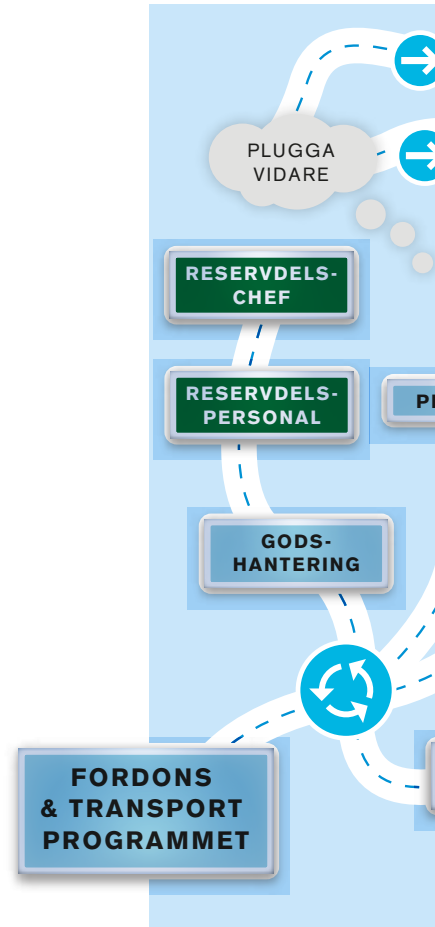 PLUGGA
VIDARE
RESERVDELS-
CHEF
RESERVDELS-
PERSONAL
GODS-
HANTERING
FORDONS
& TRANSPORT
PROGRAMMET